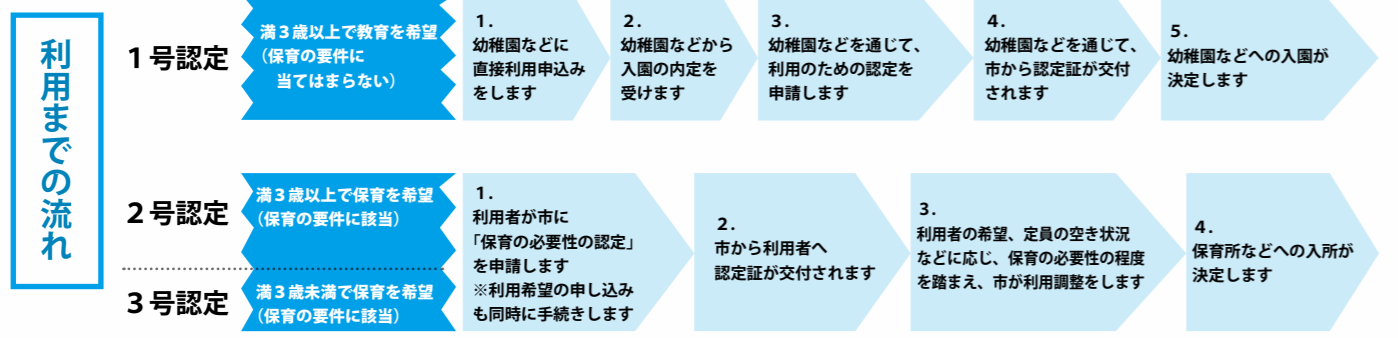 利用までの流れ
1号認定
満3歳以上で教育を希望
（保育の要件に
当てはまらない）
1.
幼稚園などに
直接利用申込み
をします
2.
幼稚園などから
入園の内定を
受けます
3.
幼稚園などを通じて、
利用のための認定を
申請します
4.
幼稚園などを通じて、
市から認定証が交付
されます
5.
幼稚園などへの入園が
決定します
2号認定
満3歳以上で保育を希望
（保育の要件に該当）
3号認定
満3歳未満で保育を希望
（保育の要件に該当）
1.
利用者が市に
「保育の必要性の認定」
を申請します
※利用希望の申し込み
も同時に手続きします
2.
市から利用者へ
認定証が交付されます
3.
利用者の希望、定員の空き状況
などに応じ、保育の必要性の程度
を踏まえ、市が利用調整をします
4.
保育所などへの入所が
決定します